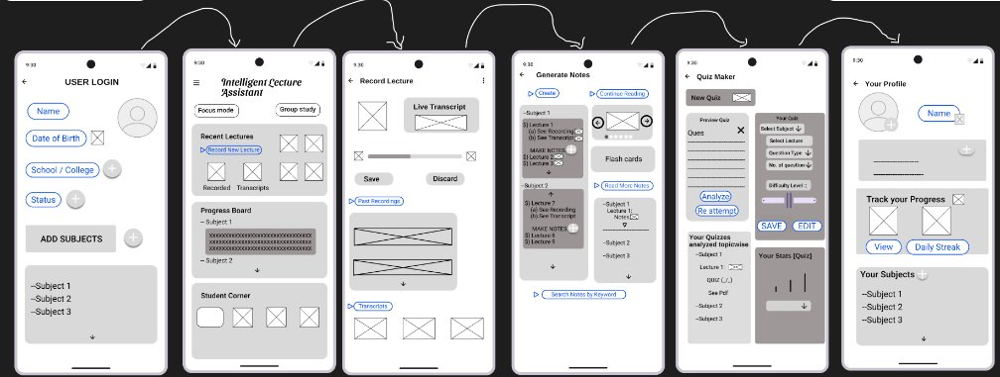 9:30
USER LOGIN
Name
Date of Birth
School / College
Status
ADD SUBJECTS
--Subject 1
--Subject 2
--Subject 3
9:30
Intelligent Lecture
Assistant
Focus mode
Group study
Recent Lectures
Record New Lecture
Recorded
Transcripts
Progress Board
-- Subject 1
XXXXXXXXXXXXXXXXXXXXXXXXXXXX
XXXXXXXXXXXXXXXXXXXXXXXXXXXX
XXXXXXXXXXXXXXXXXXXXXXXXXXXX
-- Subject 2
Student Corner
9:30
Record Lecture
Live Transcript
Save
Discard
Past Recordings
Transcripts
9:30
Generate Notes
Create
Continue Reading
--Subject 1
$) Lecture 1
(a) See Recording
(b) See Transcript
MAKE NOTES
$) Lecture 2
$) Lecture 3
Flash cards
--Subject 2
$) Lecture 7
(a) See Recording
(b) See Transcript
MAKE NOTES
$) Lecture 8
$) Lecture 9
Read More Notes
--Subject 1
Lecture 1:
Notes
--Subject 2
--Subject 3
Search Notes by Keyword
9:30
Quiz Maker
New Quiz
Preview Quiz
Ques
Analyze
Re attempt
Your Quiz
Select Subject
Select Lecture
Question Type
No. of question
Difficulty Level ::
SAVE
EDIT
Your Quizzes
analyzed topicwise
--Subject 1
Lecture 1:
QUIZ (_/_)
See Pdf
--Subject 2
--Subject 3
Your Stats [Quiz]
9:30
Your Profile
Name
Track your Progress
View
Daily Streak
Your Subjects
--Subject 1
--Subject 2
--Subject 3